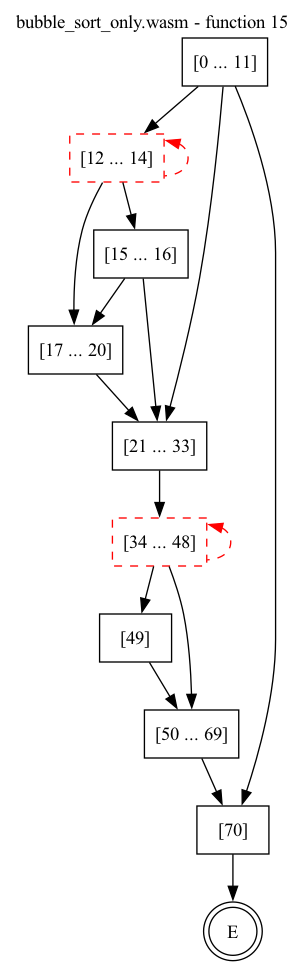 bubble_sort_only.wasm - function 15
[0 ... 11]
[12 ... 14]
[15 ... 16]
[17 ... 20]
[21 ... 33]
[34 ... 48]
[49]
[50 ... 69]
[70]
E